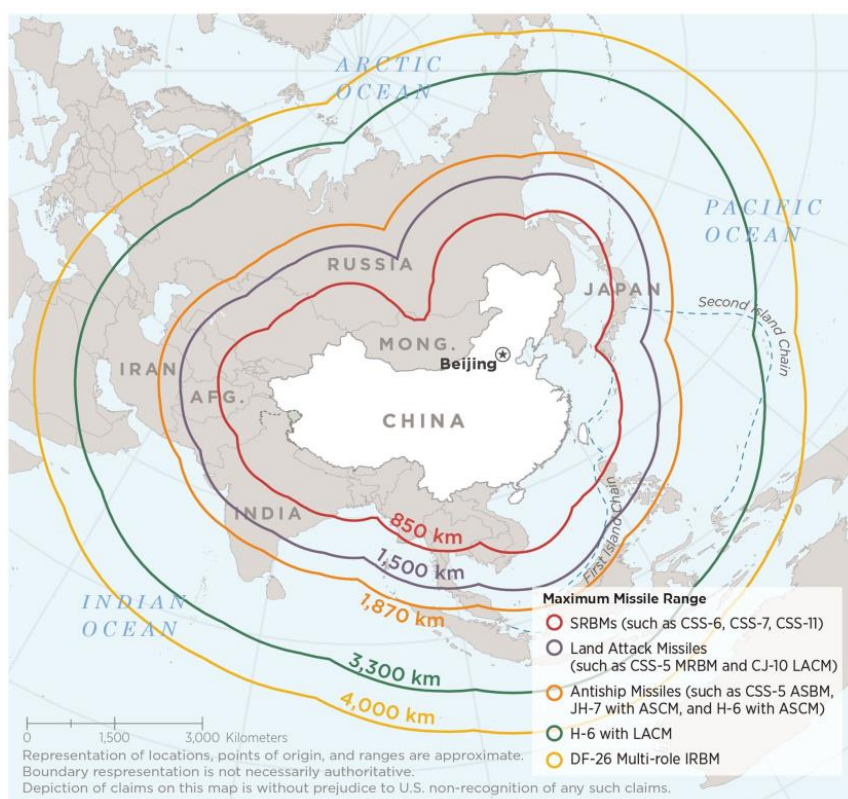 ARCTIC
OCEAN
PACIFIC
OCEAN
RUSSIA
JAPAN
Second Island Chain
MONG.
Beijing
IRAN
AFG.
CHINA
INDIA
First Island Chain
850 km
1,500 km
1,870 km
3,300 km
4,000 km
INDIAN
OCEAN
Maximum Missile Range
SRBMs (such as CSS-6, CSS-7, CSS-11)
Land Attack Missiles
(such as CSS-5 MRBM and CJ-10 LACM)
Antiship Missiles (such as CSS-5 ASBM,
JH-7 with ASCM, and H-6 with ASCM)
H-6 with LACM
DF-26 Multi-role IRBM
0 1,500 3,000 Kilometers
Representation of locations, points of origin, and ranges are approximate.
Boundary respresentation is not necessarily authoritative.
Depiction of claims on this map is without prejudice to U.S. non-recognition of any such claims.